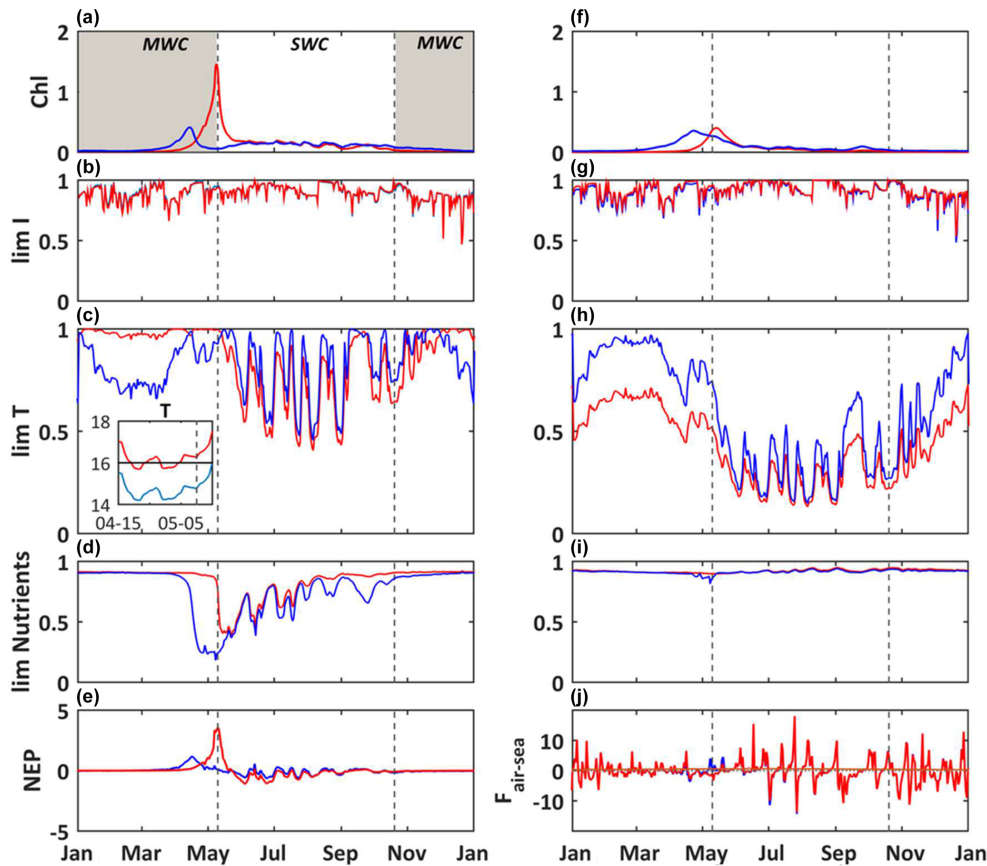 (a)
(f)
2
MWC
SWC
MWC
2
Chl
1
1
0
0
(b)
(g)
1
1
lim I
0.5
0.5
0
0
(c)
(h)
1
1
lim T
T
18
16
14
04-15 05-05
0.5
0.5
0
0
(d)
(i)
1
1
lim Nutrients
0.5
0.5
0
0
(e)
(j)
5
NEP
0
-5
F air-sea
10
0
-10
Jan Mar May Jul Sep Nov Jan
Jan Mar May Jul Sep Nov Jan